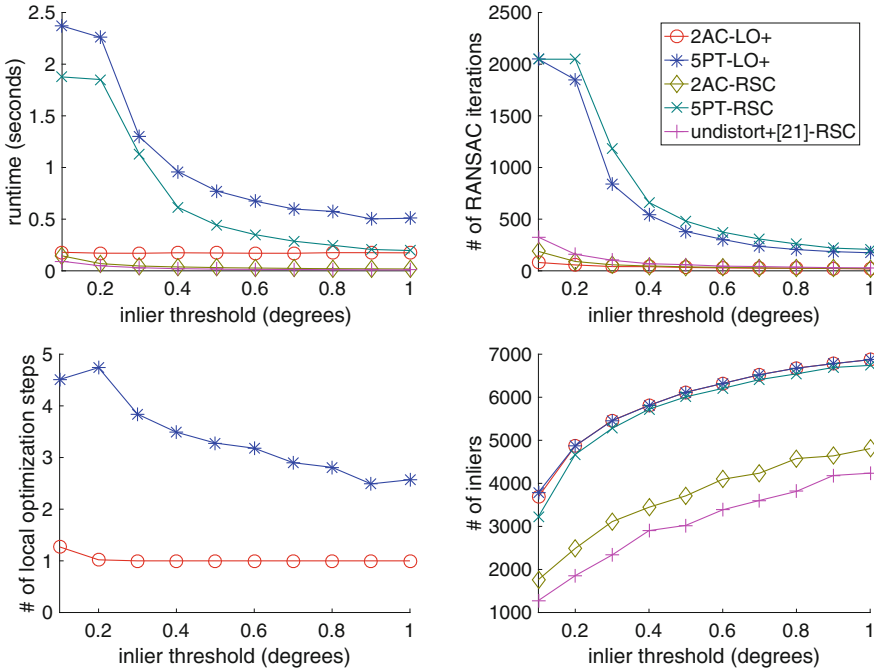 2.5
2
1.5
1
0.5
0
runtime (seconds)
0.2 0.4 0.6 0.8 1
inlier threshold (degrees)
2500
2000
1500
1000
500
0
# of RANSAC iterations
2AC-LO+
5PT-LO+
2AC-RSC
5PT-RSC
undistort+[21]-RSC
0.2 0.4 0.6 0.8 1
inlier threshold (degrees)
5
4
3
2
1
0
# of local optimization steps
0.2 0.4 0.6 0.8 1
inlier threshold (degrees)
7000
6000
5000
4000
3000
2000
1000
# of inliers
0.2 0.4 0.6 0.8 1
inlier threshold (degrees)